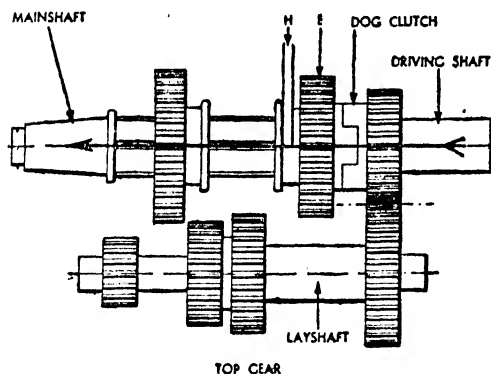 MAINSHAFT
H
E
DOG CLUTCH
DRIVING SHAFT
LAYSHAFT
TOP GEAR